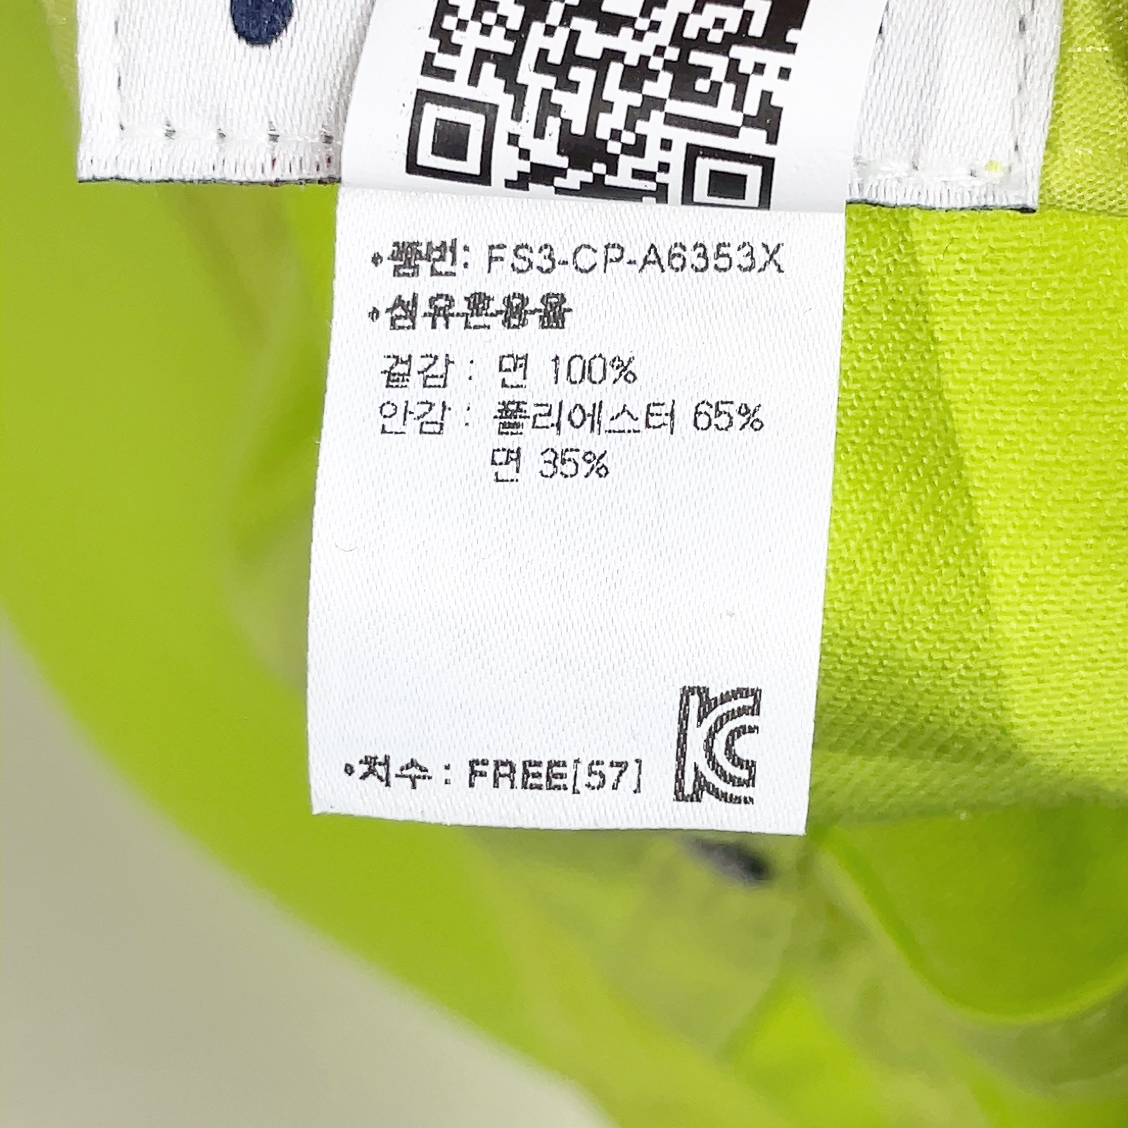 •품번: FS3-CP-A6353X
•섬유혼용율
겉감 : 면 100%
안감 : 폴리에스터 65%
면 35%
•치수 : FREE[57]